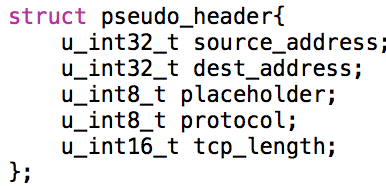 struct pseudo_header{
    u_int32_t source_address;
    u_int32_t dest_address;
    u_int8_t placeholder;
    u_int8_t protocol;
    u_int16_t tcp_length;
};